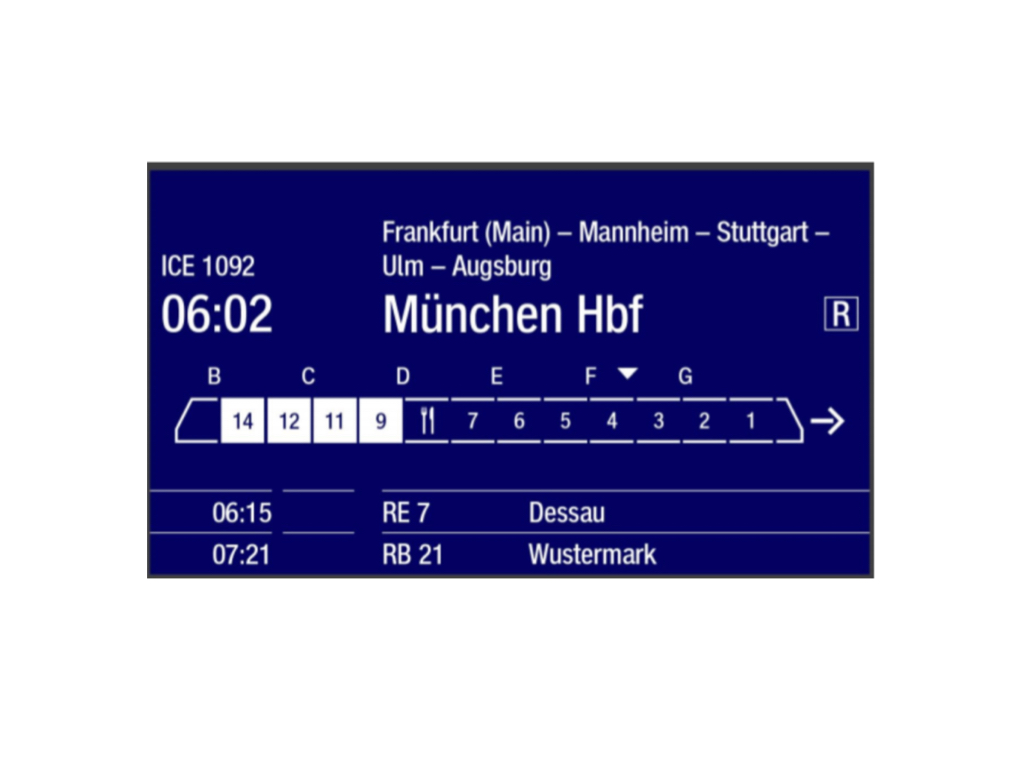 Frankfurt (Main) – Mannheim – Stuttgart –
ICE 1092 Ulm – Augsburg
06:02 München Hbf R
B C D E F G
14 12 11 9 7 6 5 4 3 2 1
06:15 RE 7 Dessau
07:21 RB 21 Wustermark